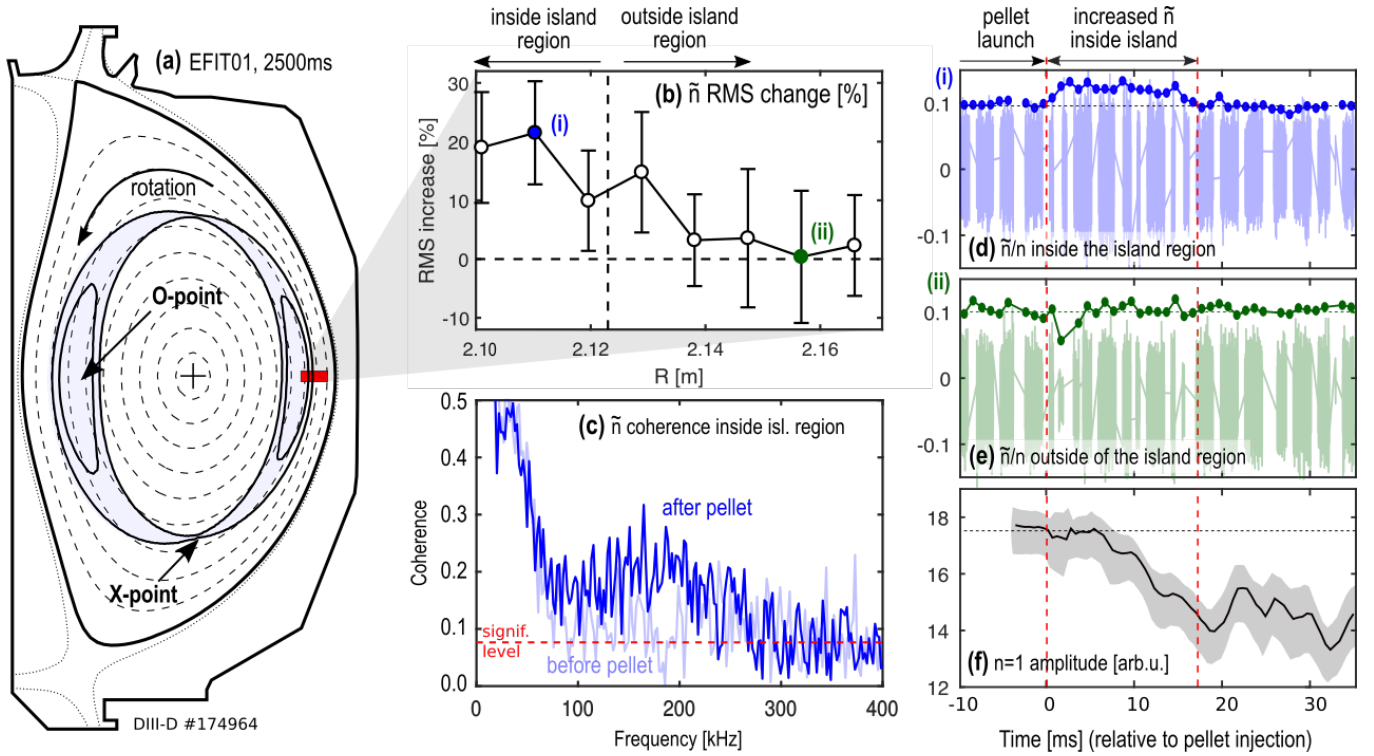 (a) EFIT01, 2500ms
rotation
O-point
X-point
DIII-D #174964
inside island
region
outside island
region
(b) ñ RMS change [%]
(i)
(ii)
30
20
10
0
-10
RMS increase [%]
2.10
2.12
2.14
2.16
R [m]
(c) ñ coherence inside isl. region
after pellet
before pellet
signif.
level
0.5
0.4
0.3
0.2
0.1
0.0
Coherence
0
100
200
300
400
Frequency [kHz]
pellet
launch
increased ñ
inside island
(i)
0.1
0
-0.1
(d) ñ/n inside the island region
(ii)
0.1
0
-0.1
(e) ñ/n outside of the island region
18
16
14
12
(f) n=1 amplitude [arb.u.]
-10
0
10
20
30
Time [ms] (relative to pellet injection)